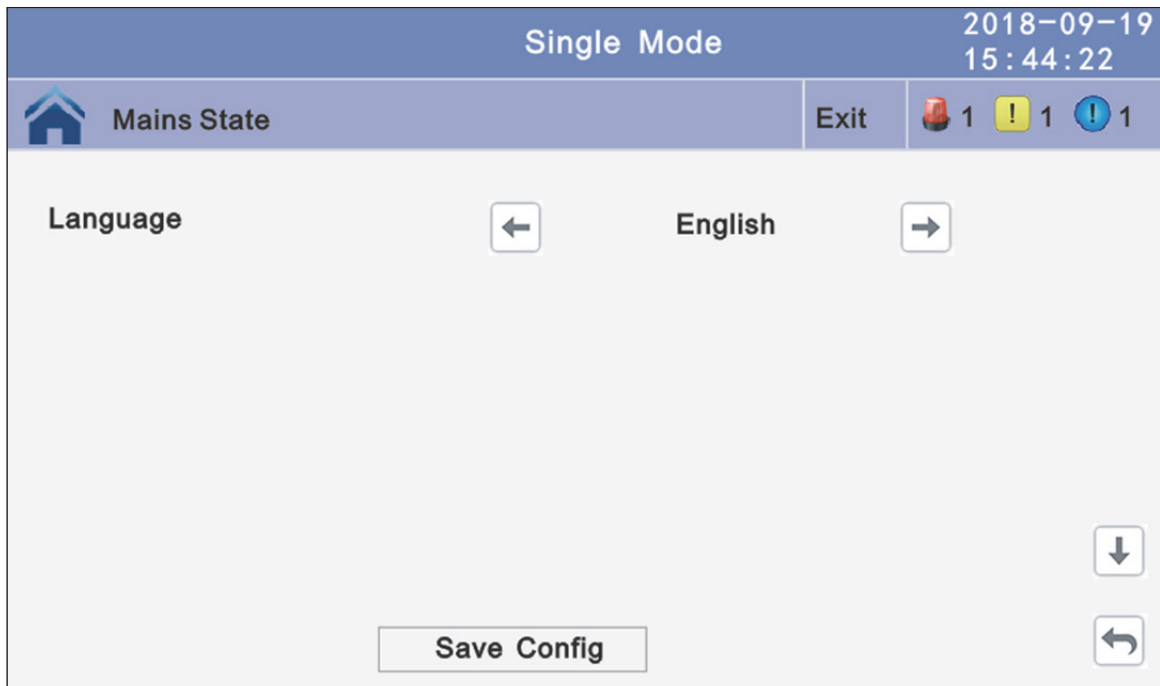 Single Mode
2018-09-19
15:44:22
Mains State
Exit
1
!
1
!
1
Language
English
Save Config